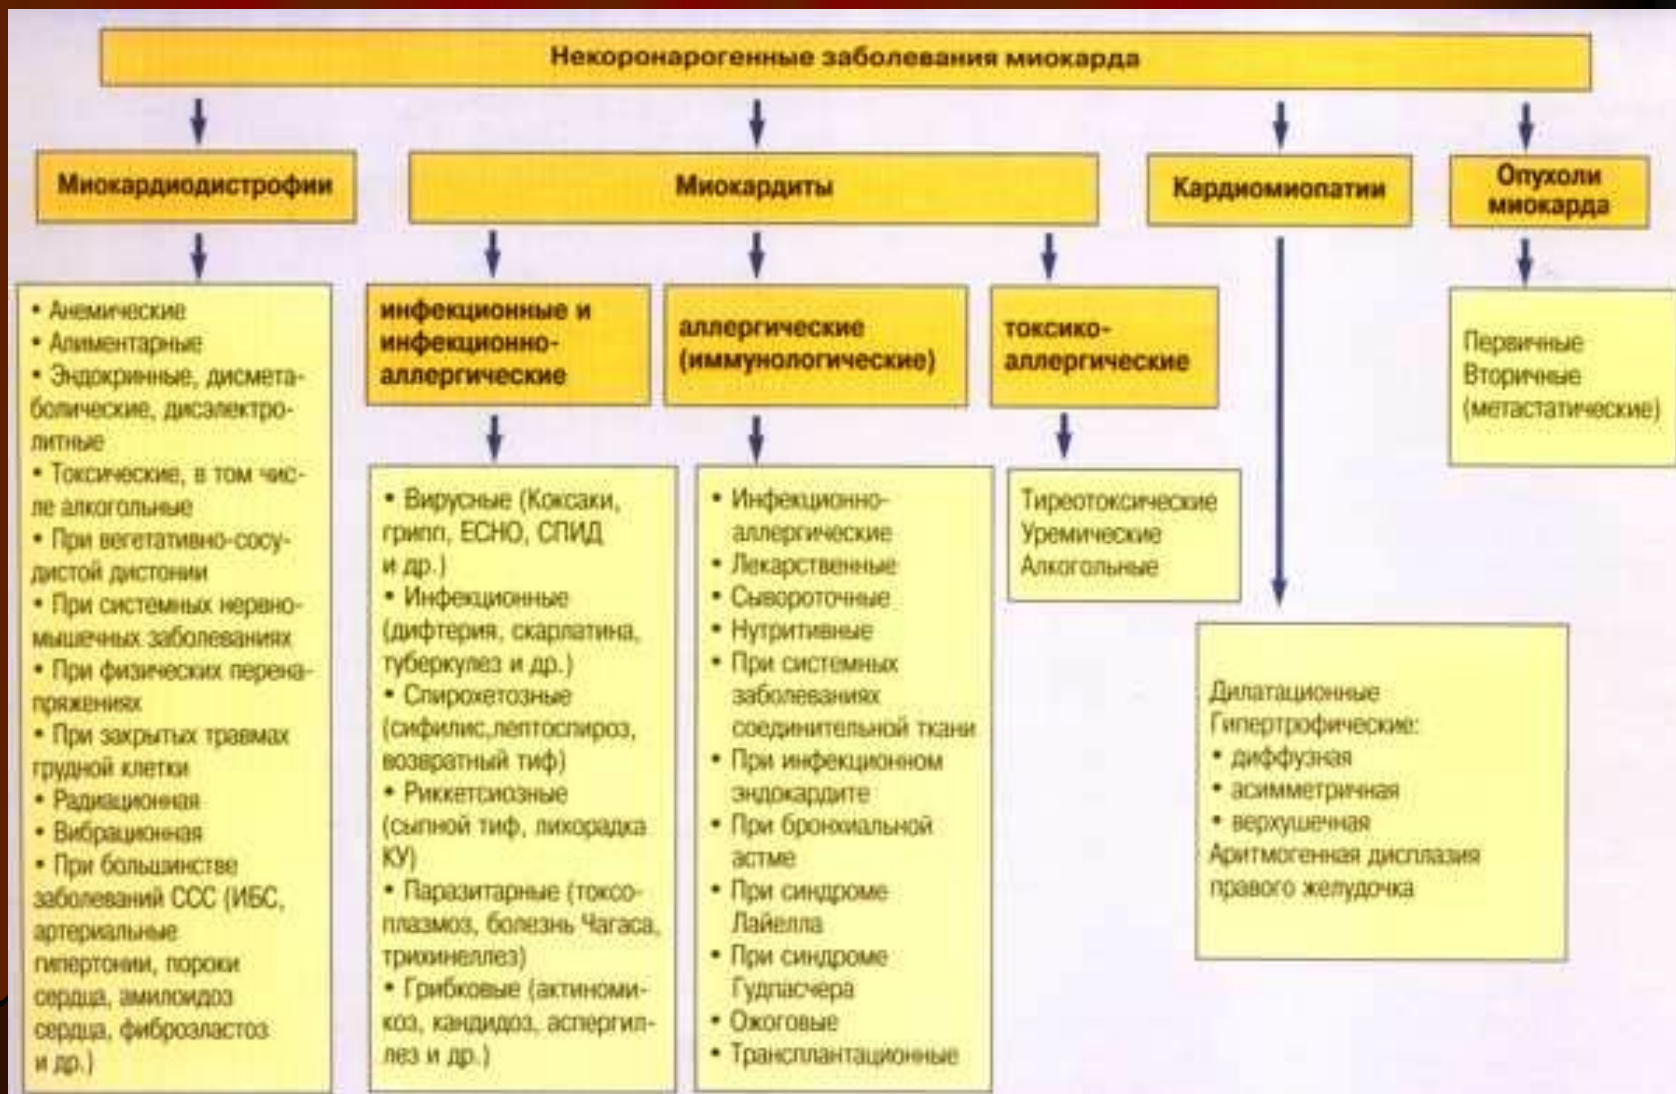 Некоронарогенные заболевания миокарда
Миокардиодистрофии
Миокардиты
Кардиомиопатии
Опухоли
миокарда
• Анемические
• Алиментарные
• Эндокринные, дисмета-
болические, дисэлектро-
литные
• Токсические, в том чис-
ле алкогольные
• При вегетативно-сосу-
дистой дистонии
• При системных нервно-
мышечных заболеваниях
• При физических перена-
пряжениях
• При закрытых травмах
грудной клетки
• Радиационная
• Вибрационная
• При большинстве
заболеваний ССС (ИБС,
артериальные
гипертонии, пороки
сердца, амилоидоз
сердца, фиброэластоз
и др.)
инфекционные и
инфекционно-
аллергические
• Вирусные (Коксаки,
грипп, ECHO, СПИД
и др.)
• Инфекционные
(дифтерия, скарлатина,
туберкулез и др.)
• Спирохетозные
(сифилис,лептоспироз,
возвратный тиф)
• Риккетсиозные
(сыпной тиф, лихорадка
КУ)
• Паразитарные (токсо-
плазмоз, болезнь Чагаса,
трихинеллез)
• Грибковые (актиноми-
коз, кандидоз, аспергил-
лез и др.)
аллергические
(иммунологические)
• Инфекционно-
аллергические
• Лекарственные
• Сывороточные
• Нутритивные
• При системных
заболеваниях
соединительной ткани
• При инфекционном
эндокардите
• При бронхиальной
астме
• При синдроме
Лайелла
• При синдроме
Гудпасчера
• Ожоговые
• Трансплантационные
токсико-
аллергические
Тиреотоксические
Уремические
Алкогольные
Дилатационные
Гипертрофические:
• диффузная
• асимметричная
• верхушечная
Аритмогенная дисплазия
правого желудочка
Первичные
Вторичные
(метастатические)